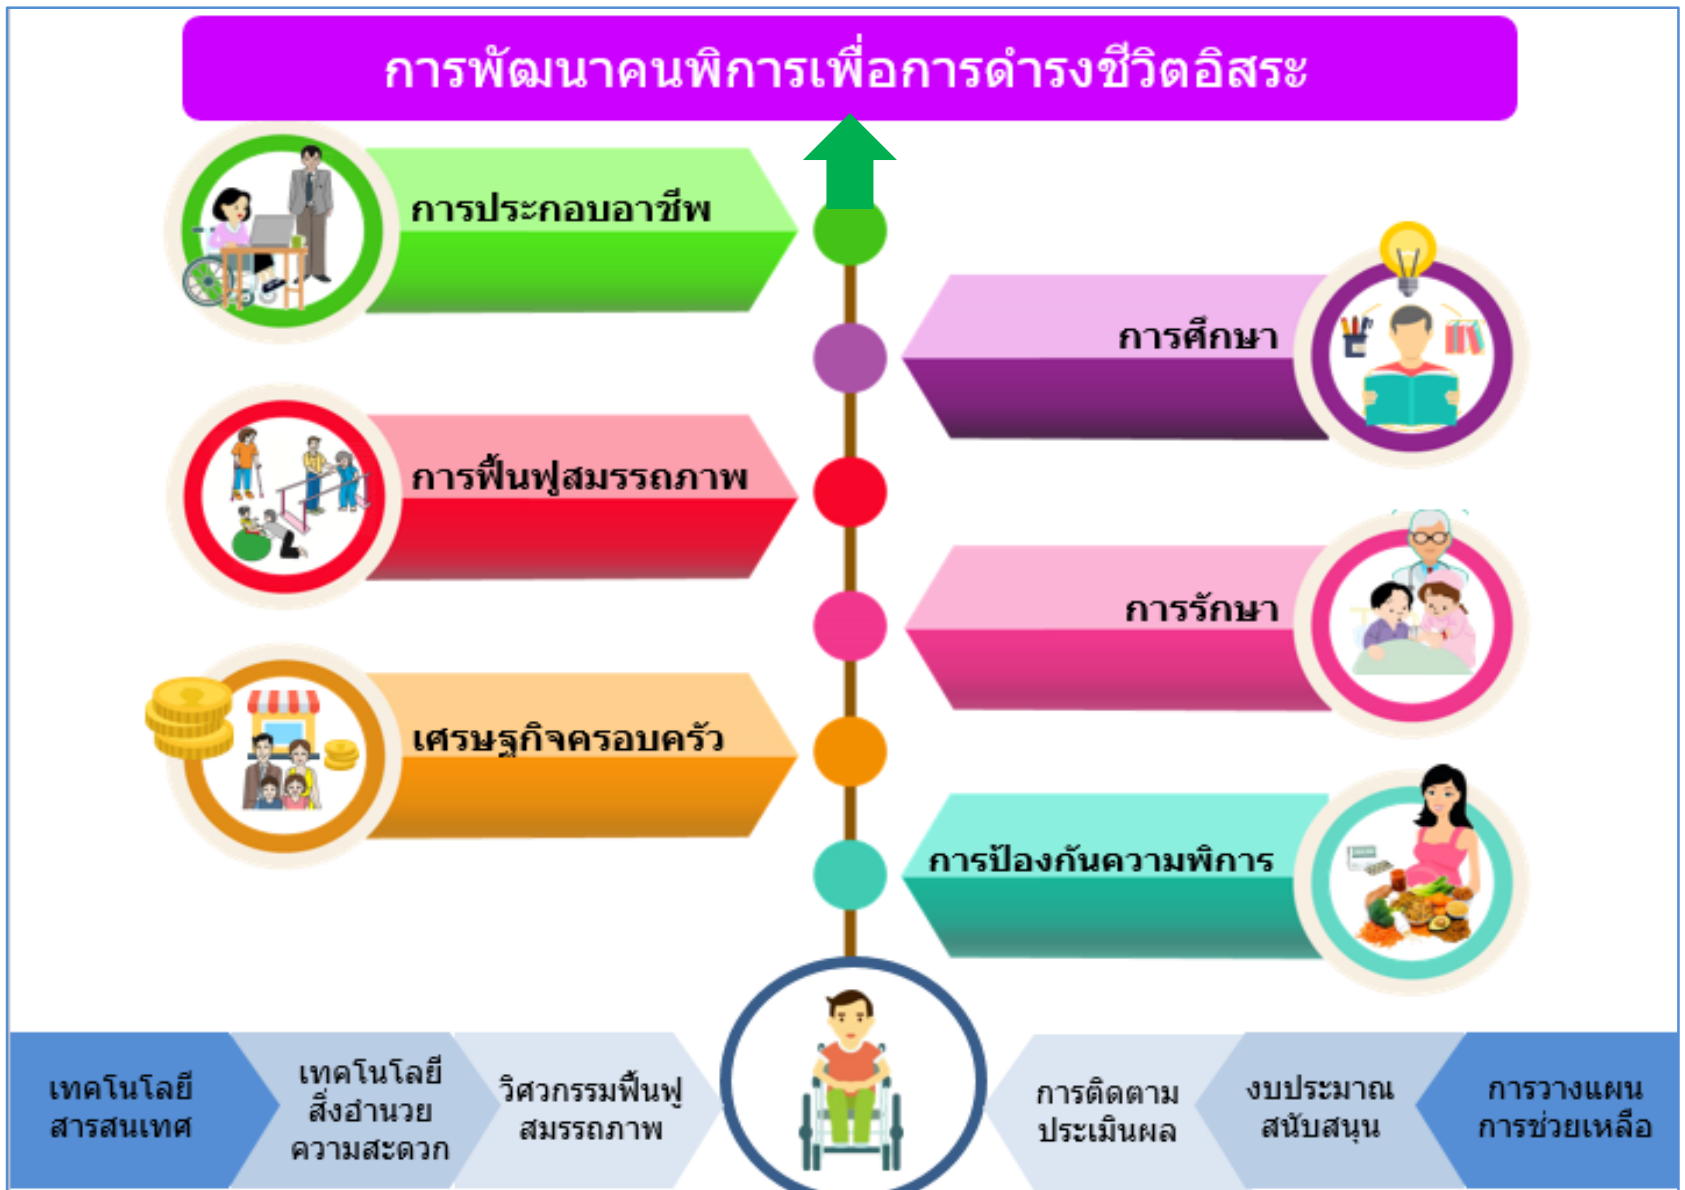 การพัฒนาคนพิการเพื่อการดำรงชีวิตอิสระ
การประกอบอาชีพ
การศึกษา
การฟื้นฟูสมรรถภาพ
การรักษา
เศรษฐกิจครอบครัว
การป้องกันความพิการ
เทคโนโลยี
สารสนเทศ
เทคโนโลยี
สิ่งอำนวย
ความสะดวก
วิศวกรรมฟื้นฟู
สมรรถภาพ
การติดตาม
ประเมินผล
งบประมาณ
สนับสนุน
การวางแผน
การช่วยเหลือ